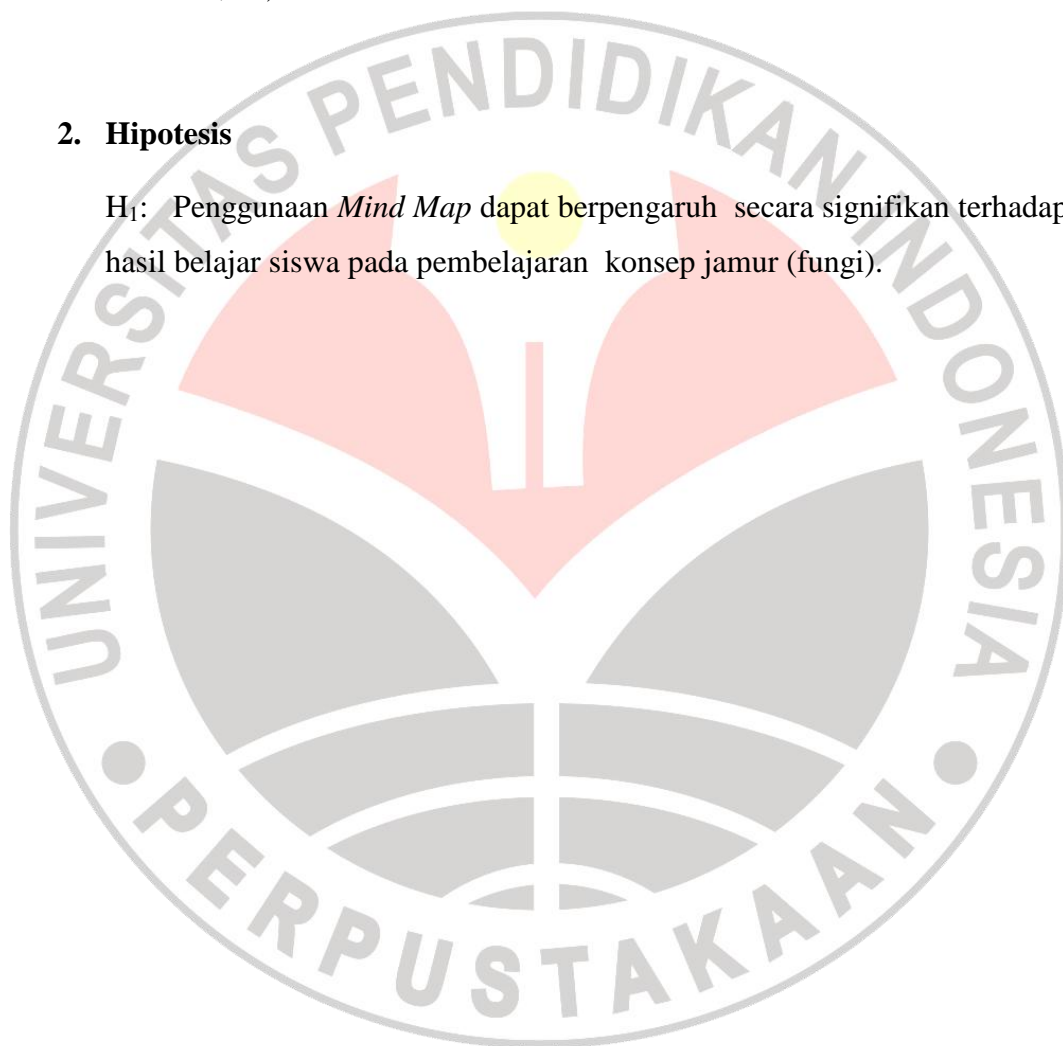 2. Hipotesis
H₁: Penggunaan Mind Map dapat berpengaruh secara signifikan terhadap
hasil belajar siswa pada pembelajaran konsep jamur (fungi).
UNIVERSITAS PENDIDIKAN INDONESIA
PERPUSTAKAAN